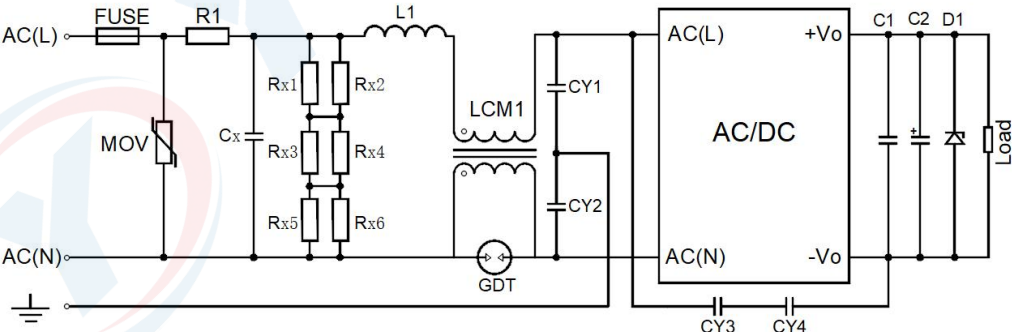 FUSE R1 L1 C1 C2 D1
AC(L) AC(L) +Vo
Rx1 Rx2 CY1
LCM1
MOV Cx Rx3 Rx4 AC/DC + Load
Rx5 Rx6 CY2
AC(N) AC(N) -Vo
GDT
CY3 CY4